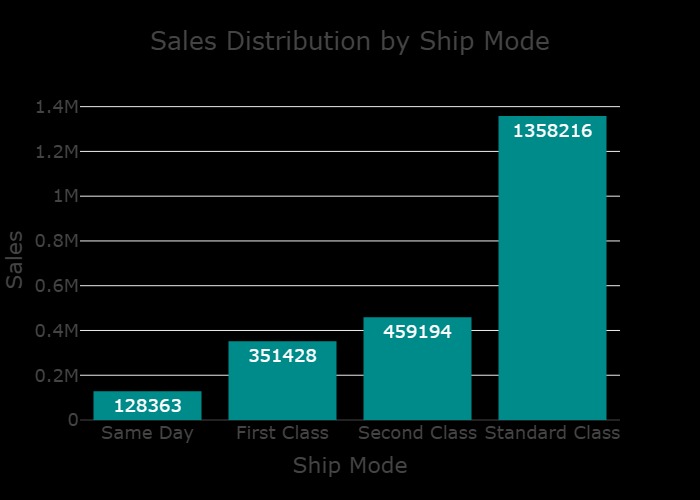 Sales Distribution by Ship Mode
1.4M
1.2M
1M
0.8M
0.6M
0.4M
0.2M
0
Sales
128363
351428
459194
1358216
Same Day
First Class
Second Class
Standard Class
Ship Mode